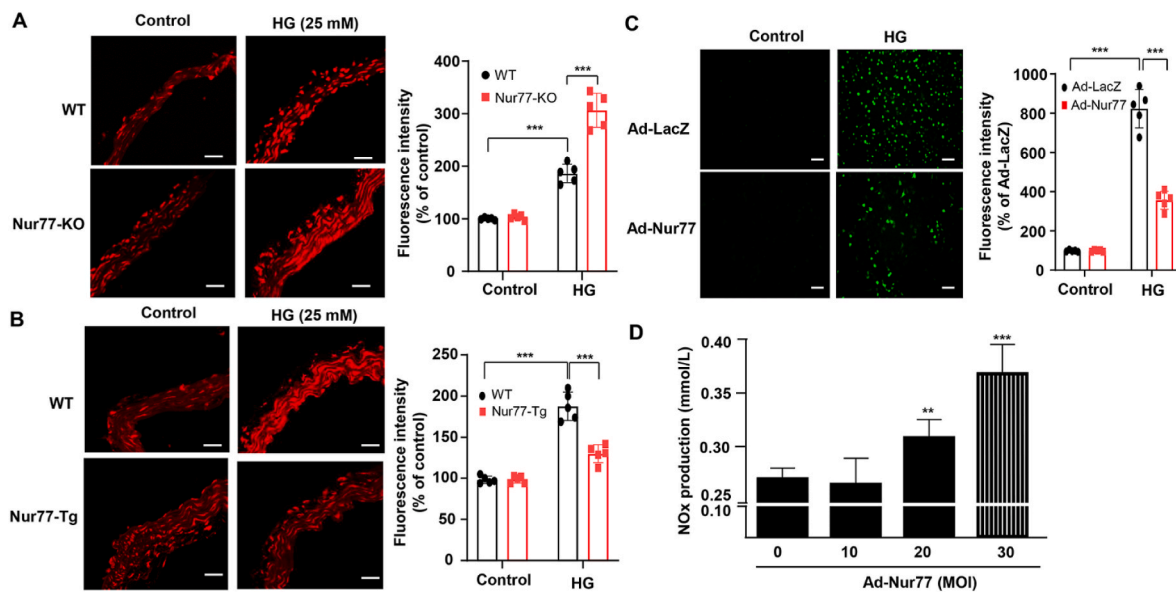 A
Control
HG (25 mM)
WT
Nur77-KO
Fluorescence intensity
(% of control)
400
300
200
100
0
WT
Nur77-KO
***
***
Control
HG
B
Control
HG (25 mM)
WT
Nur77-Tg
Fluorescence intensity
(% of control)
250
200
150
100
50
0
WT
Nur77-Tg
***
***
Control
HG
C
Control
HG
Ad-LacZ
Ad-Nur77
Fluorescence intensity
(% of Ad-LacZ)
1000
800
600
400
200
0
Ad-LacZ
Ad-Nur77
***
***
Control
HG
D
NOx production (mmol/L)
0.40
0.35
0.30
0.25
0.10
**
***
0
10
20
30
Ad-Nur77 (MOI)